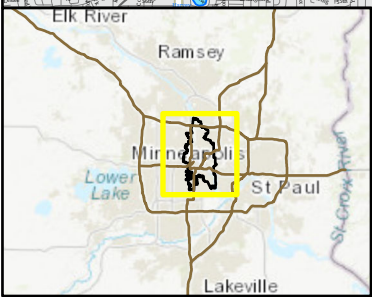 Elk River
Ramsey
Minneapolis
Lower
Lake
St Paul
St. Croix River
Lakeville